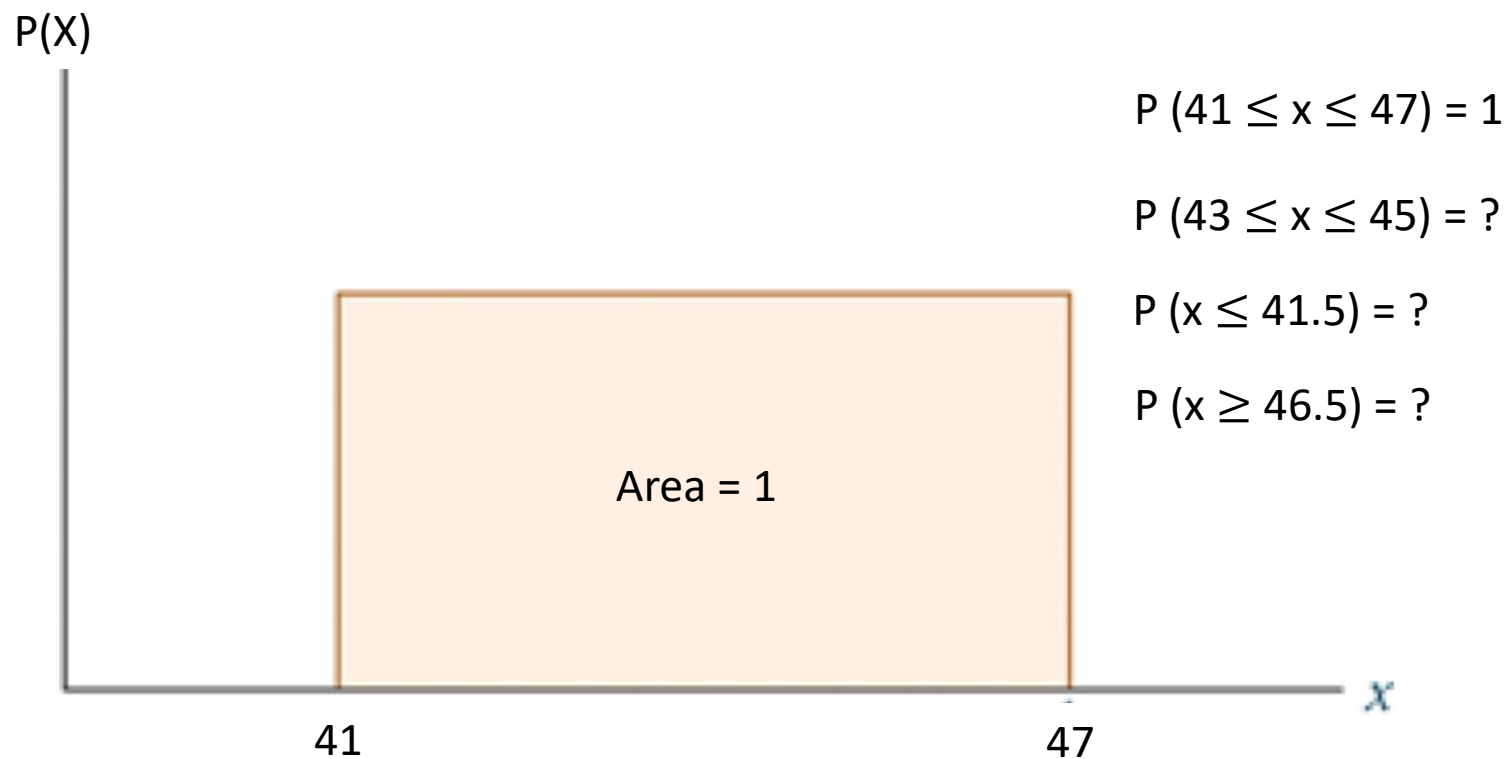 P(X)
P (41 ≤ x ≤ 47) = 1
P (43 ≤ x ≤ 45) = ?
P (x ≤ 41.5) = ?
P (x ≥ 46.5) = ?
Area = 1
x
41
47